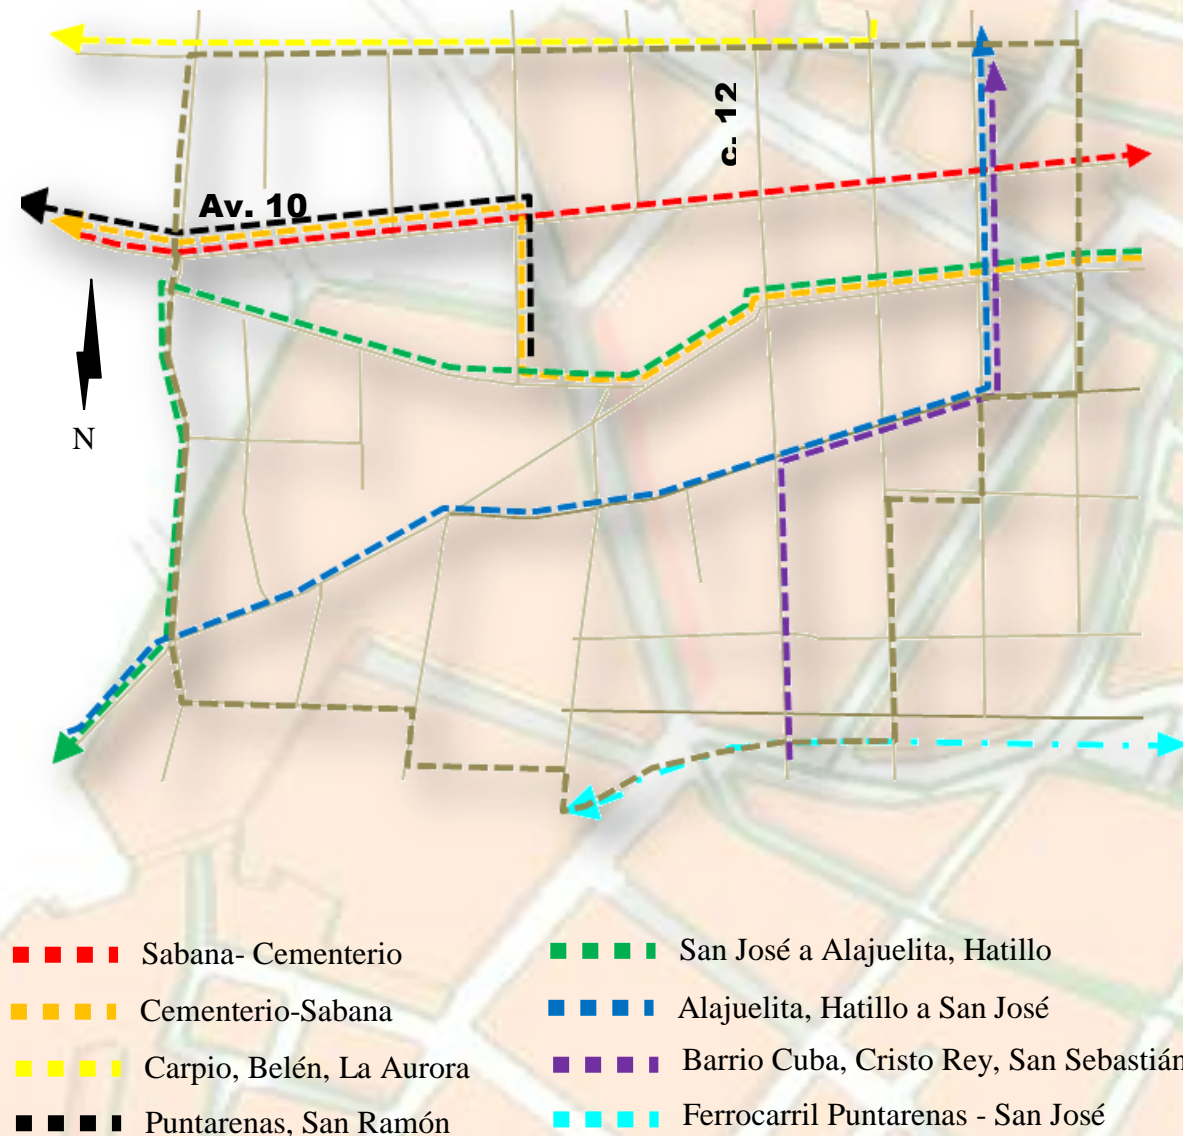 c. 12
Av. 10
N
Sabana- Cementerio
San José a Alajuelita, Hatillo
Cementerio-Sabana
Alajuelita, Hatillo a San José
Carpio, Belén, La Aurora
Barrio Cuba, Cristo Rey, San Sebastián
Puntarenas, San Ramón
Ferrocarril Puntarenas - San José